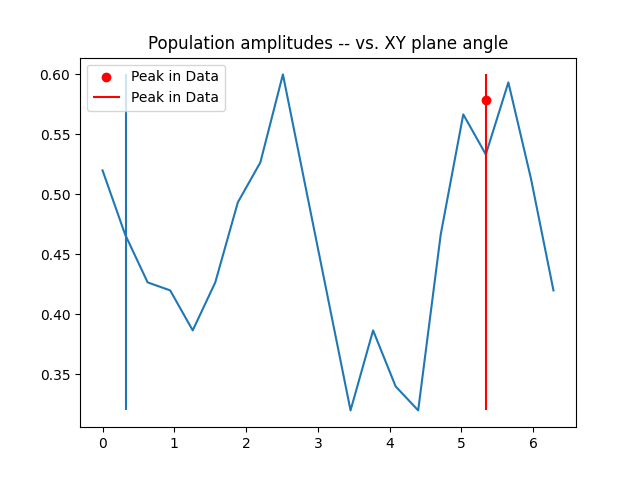 Population amplitudes -- vs. XY plane angle
Peak in Data
Peak in Data
0.60
0.55
0.50
0.45
0.40
0.35
0 1 2 3 4 5 6